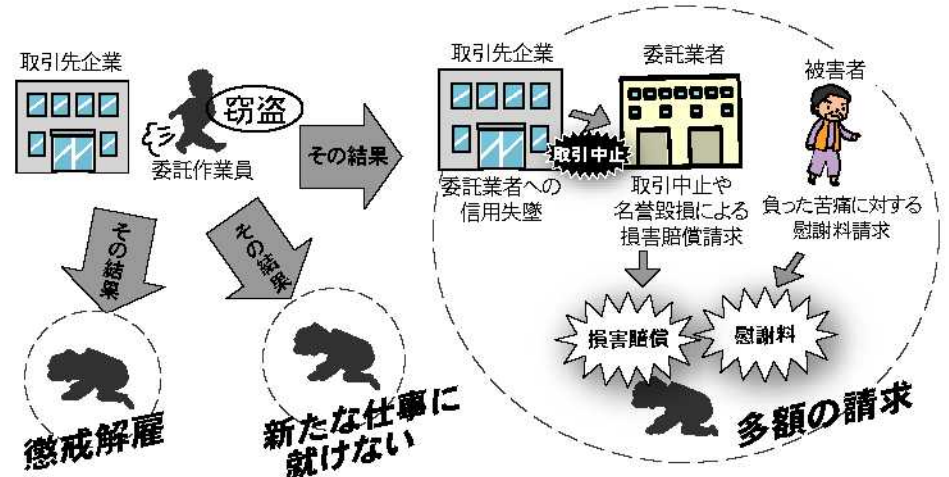 取引先企業
窃盗
委託作業員
その結果
その結果
その結果
懲戒解雇
新たな仕事に
就けない
取引先企業
委託業者
被害者
取引中止
委託業者への
信用失墜
取引中止や
名誉毀損による
損害賠償請求
負った苦痛に対する
慰謝料請求
損害賠償
慰謝料
多額の請求